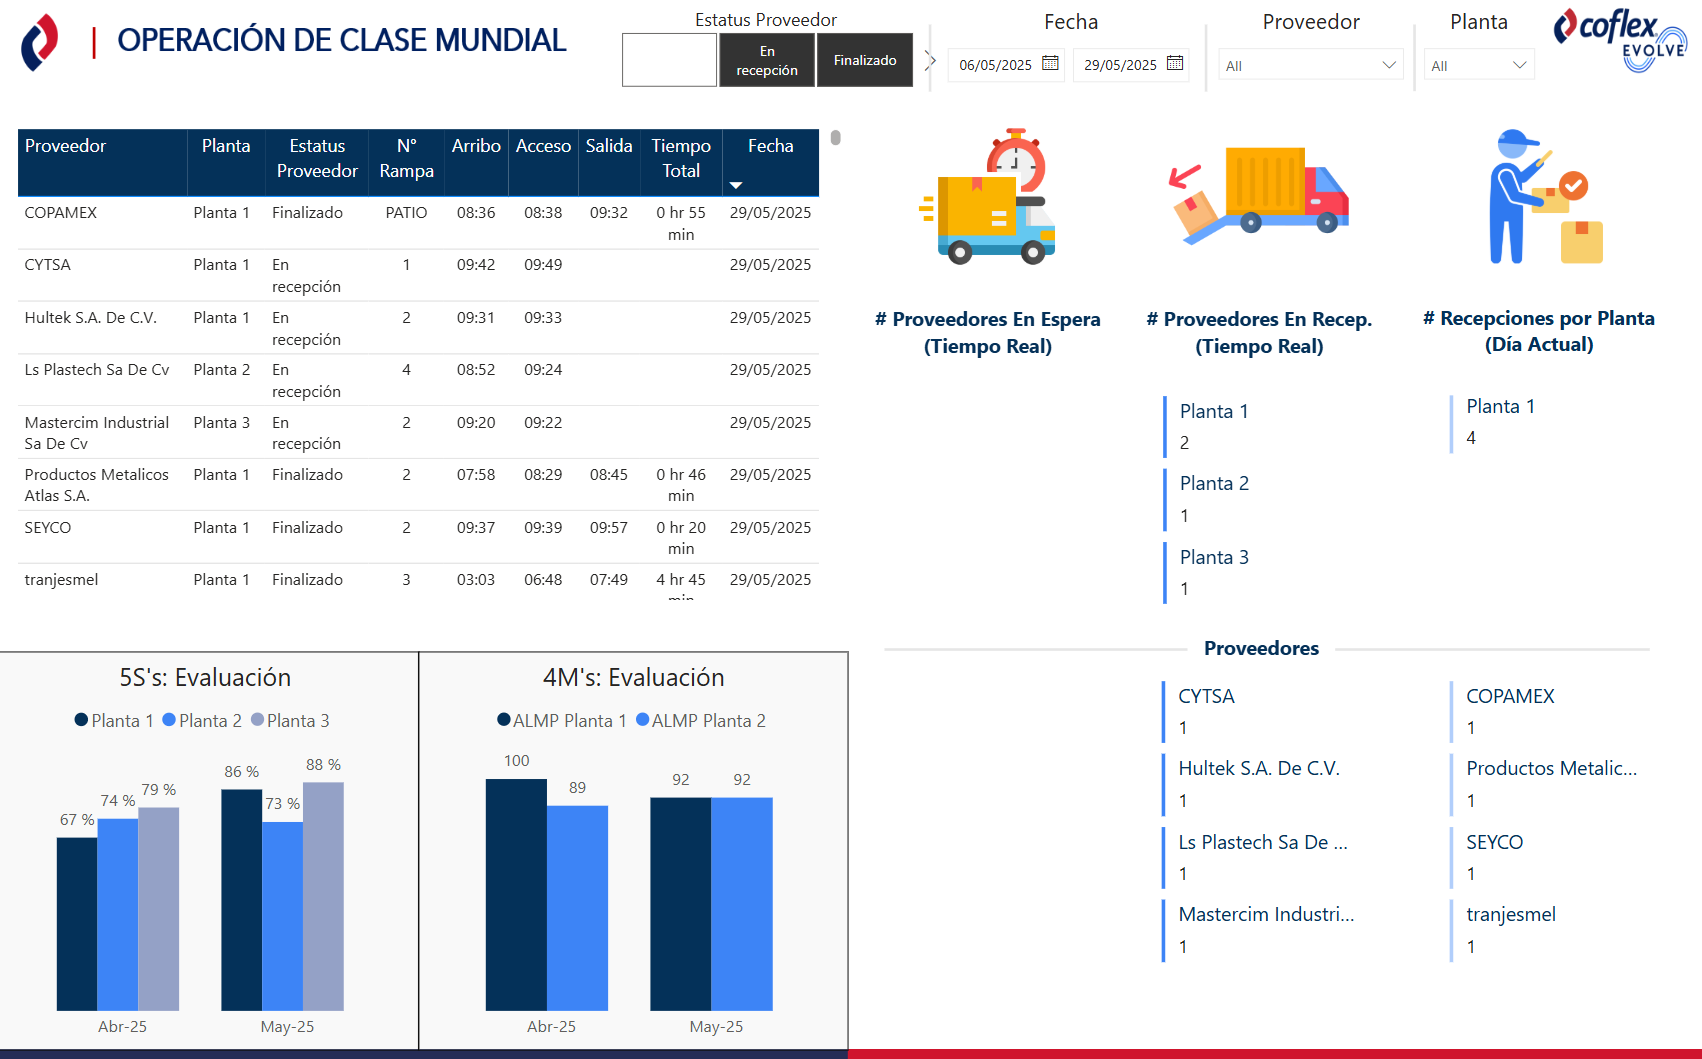 OPERACIÓN DE CLASE MUNDIAL
Estatus Proveedor
En recepción
Finalizado
Fecha
06/05/2025
29/05/2025
Proveedor
All
Planta
All
coflex
EVOLVE
Proveedor Planta Estatus Proveedor N° Rampa Arribo Acceso Salida Tiempo Total Fecha
COPAMEX Planta 1 Finalizado PATIO 08:36 08:38 09:32 0 hr 55 min 29/05/2025
CYTSA Planta 1 En recepción 1 09:42 09:49 29/05/2025
Hultek S.A. De C.V. Planta 1 En recepción 2 09:31 09:33 29/05/2025
Ls Plastech Sa De Cv Planta 2 En recepción 4 08:52 09:24 29/05/2025
Mastercim Industrial Sa De Cv Planta 3 En recepción 2 09:20 09:22 29/05/2025
Productos Metalicos Atlas S.A. Planta 1 Finalizado 2 07:58 08:29 08:45 0 hr 46 min 29/05/2025
SEYCO Planta 1 Finalizado 2 09:37 09:39 09:57 0 hr 20 min 29/05/2025
tranjesmel Planta 1 Finalizado 3 03:03 06:48 07:49 4 hr 45 min 29/05/2025
# Proveedores En Espera
(Tiempo Real)
# Proveedores En Recep.
(Tiempo Real)
# Recepciones por Planta
(Día Actual)
Planta 1
2
Planta 2
1
Planta 3
1
Planta 1
4
Proveedores
CYTSA
1
Hultek S.A. De C.V.
1
Ls Plastech Sa De ...
1
Mastercim Industri...
1
COPAMEX
1
Productos Metalic...
1
SEYCO
1
tranjesmel
1
5S's: Evaluación
Planta 1 Planta 2 Planta 3
67 % 74 % 79 % 86 % 73 % 88 %
Abr-25 May-25
4M's: Evaluación
ALMP Planta 1 ALMP Planta 2
100 89 92 92
Abr-25 May-25